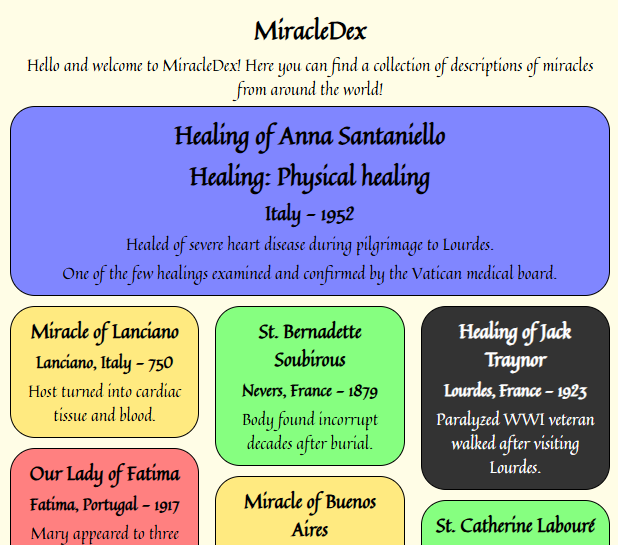 MiracleDex
Hello and welcome to MiracleDex! Here you can find a collection of descriptions of miracles
from around the world!
Healing of Anna Santaniello
Healing: Physical healing
Italy - 1952
Healed of severe heart disease during pilgrimage to Lourdes.
One of the few healings examined and confirmed by the Vatican medical board.
Miracle of Lanciano
Lanciano, Italy - 750
Host turned into cardiac
tissue and blood.
Our Lady of Fatima
Fatima, Portugal - 1917
Mary appeared to three
St. Bernadette
Soubirous
Nevers, France - 1879
Body found incorrupt
decades after burial.
Miracle of Buenos
Aires
Healing of Jack
Traynor
Lourdes, France - 1923
Paralyzed WWI veteran
walked after visiting
Lourdes.
St. Catherine Labouré